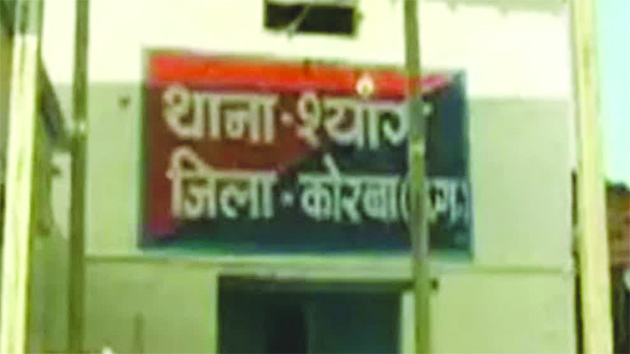 थाना - श्यांग
जिला - कोरबा (छ.ग.)